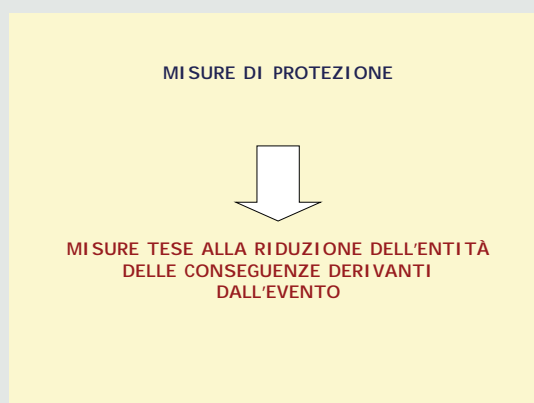 MISURE DI PROTEZIONE
MISURE TESE ALLA RIDUZIONE DELL'ENTITÀ
DELLE CONSEGUENZE DERIVANTI
DALL'EVENTO